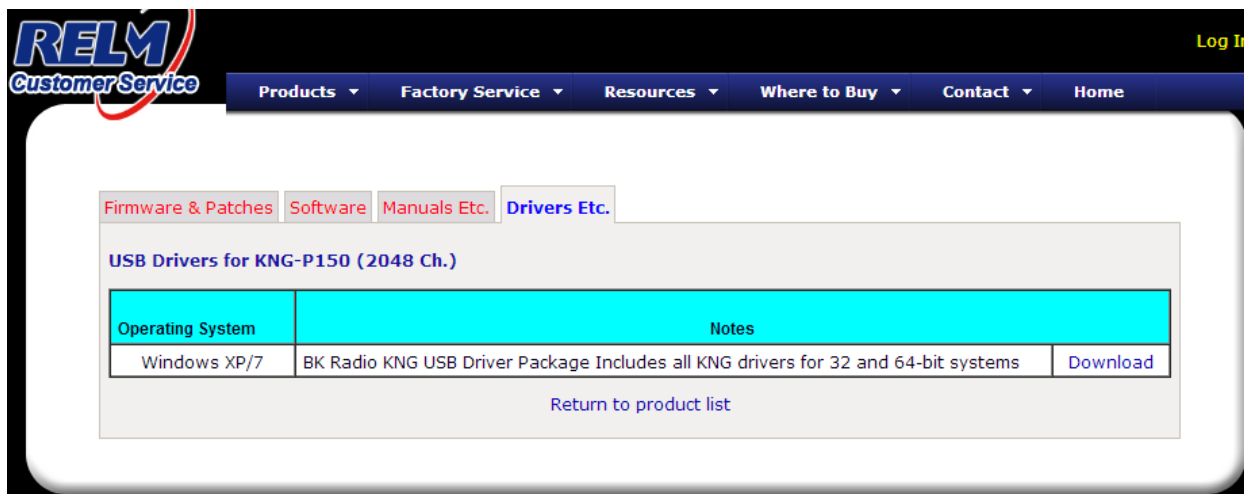 RELM
Customer Service
Log In
Products Factory Service Resources Where to Buy Contact Home
Firmware & Patches Software Manuals Etc. Drivers Etc.
USB Drivers for KNG-P150 (2048 Ch.)
Operating System Notes
Windows XP/7 BK Radio KNG USB Driver Package Includes all KNG drivers for 32 and 64-bit systems Download
Return to product list